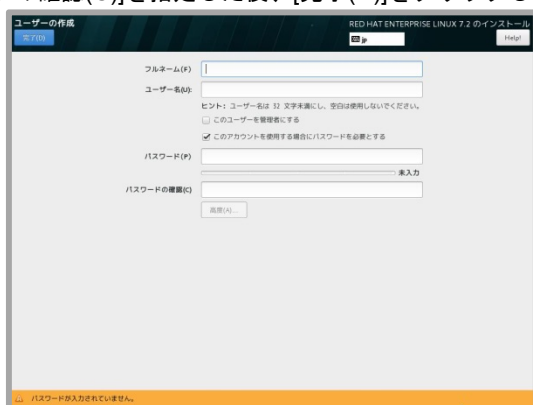 ユーザーの作成
RED HAT ENTERPRISE LINUX 7.2 のインストール
完了(D)
jp
Help!
フルネーム(F)
ユーザー名(U):
ヒント: ユーザー名は 32 文字未満にし、空白は使用しないでください。
このユーザーを管理者にする
このアカウントを使用する場合にパスワードを必要とする
パスワード(P)
未入力
パスワードの確認(C)
高度(A)...
パスワードが入力されていません。